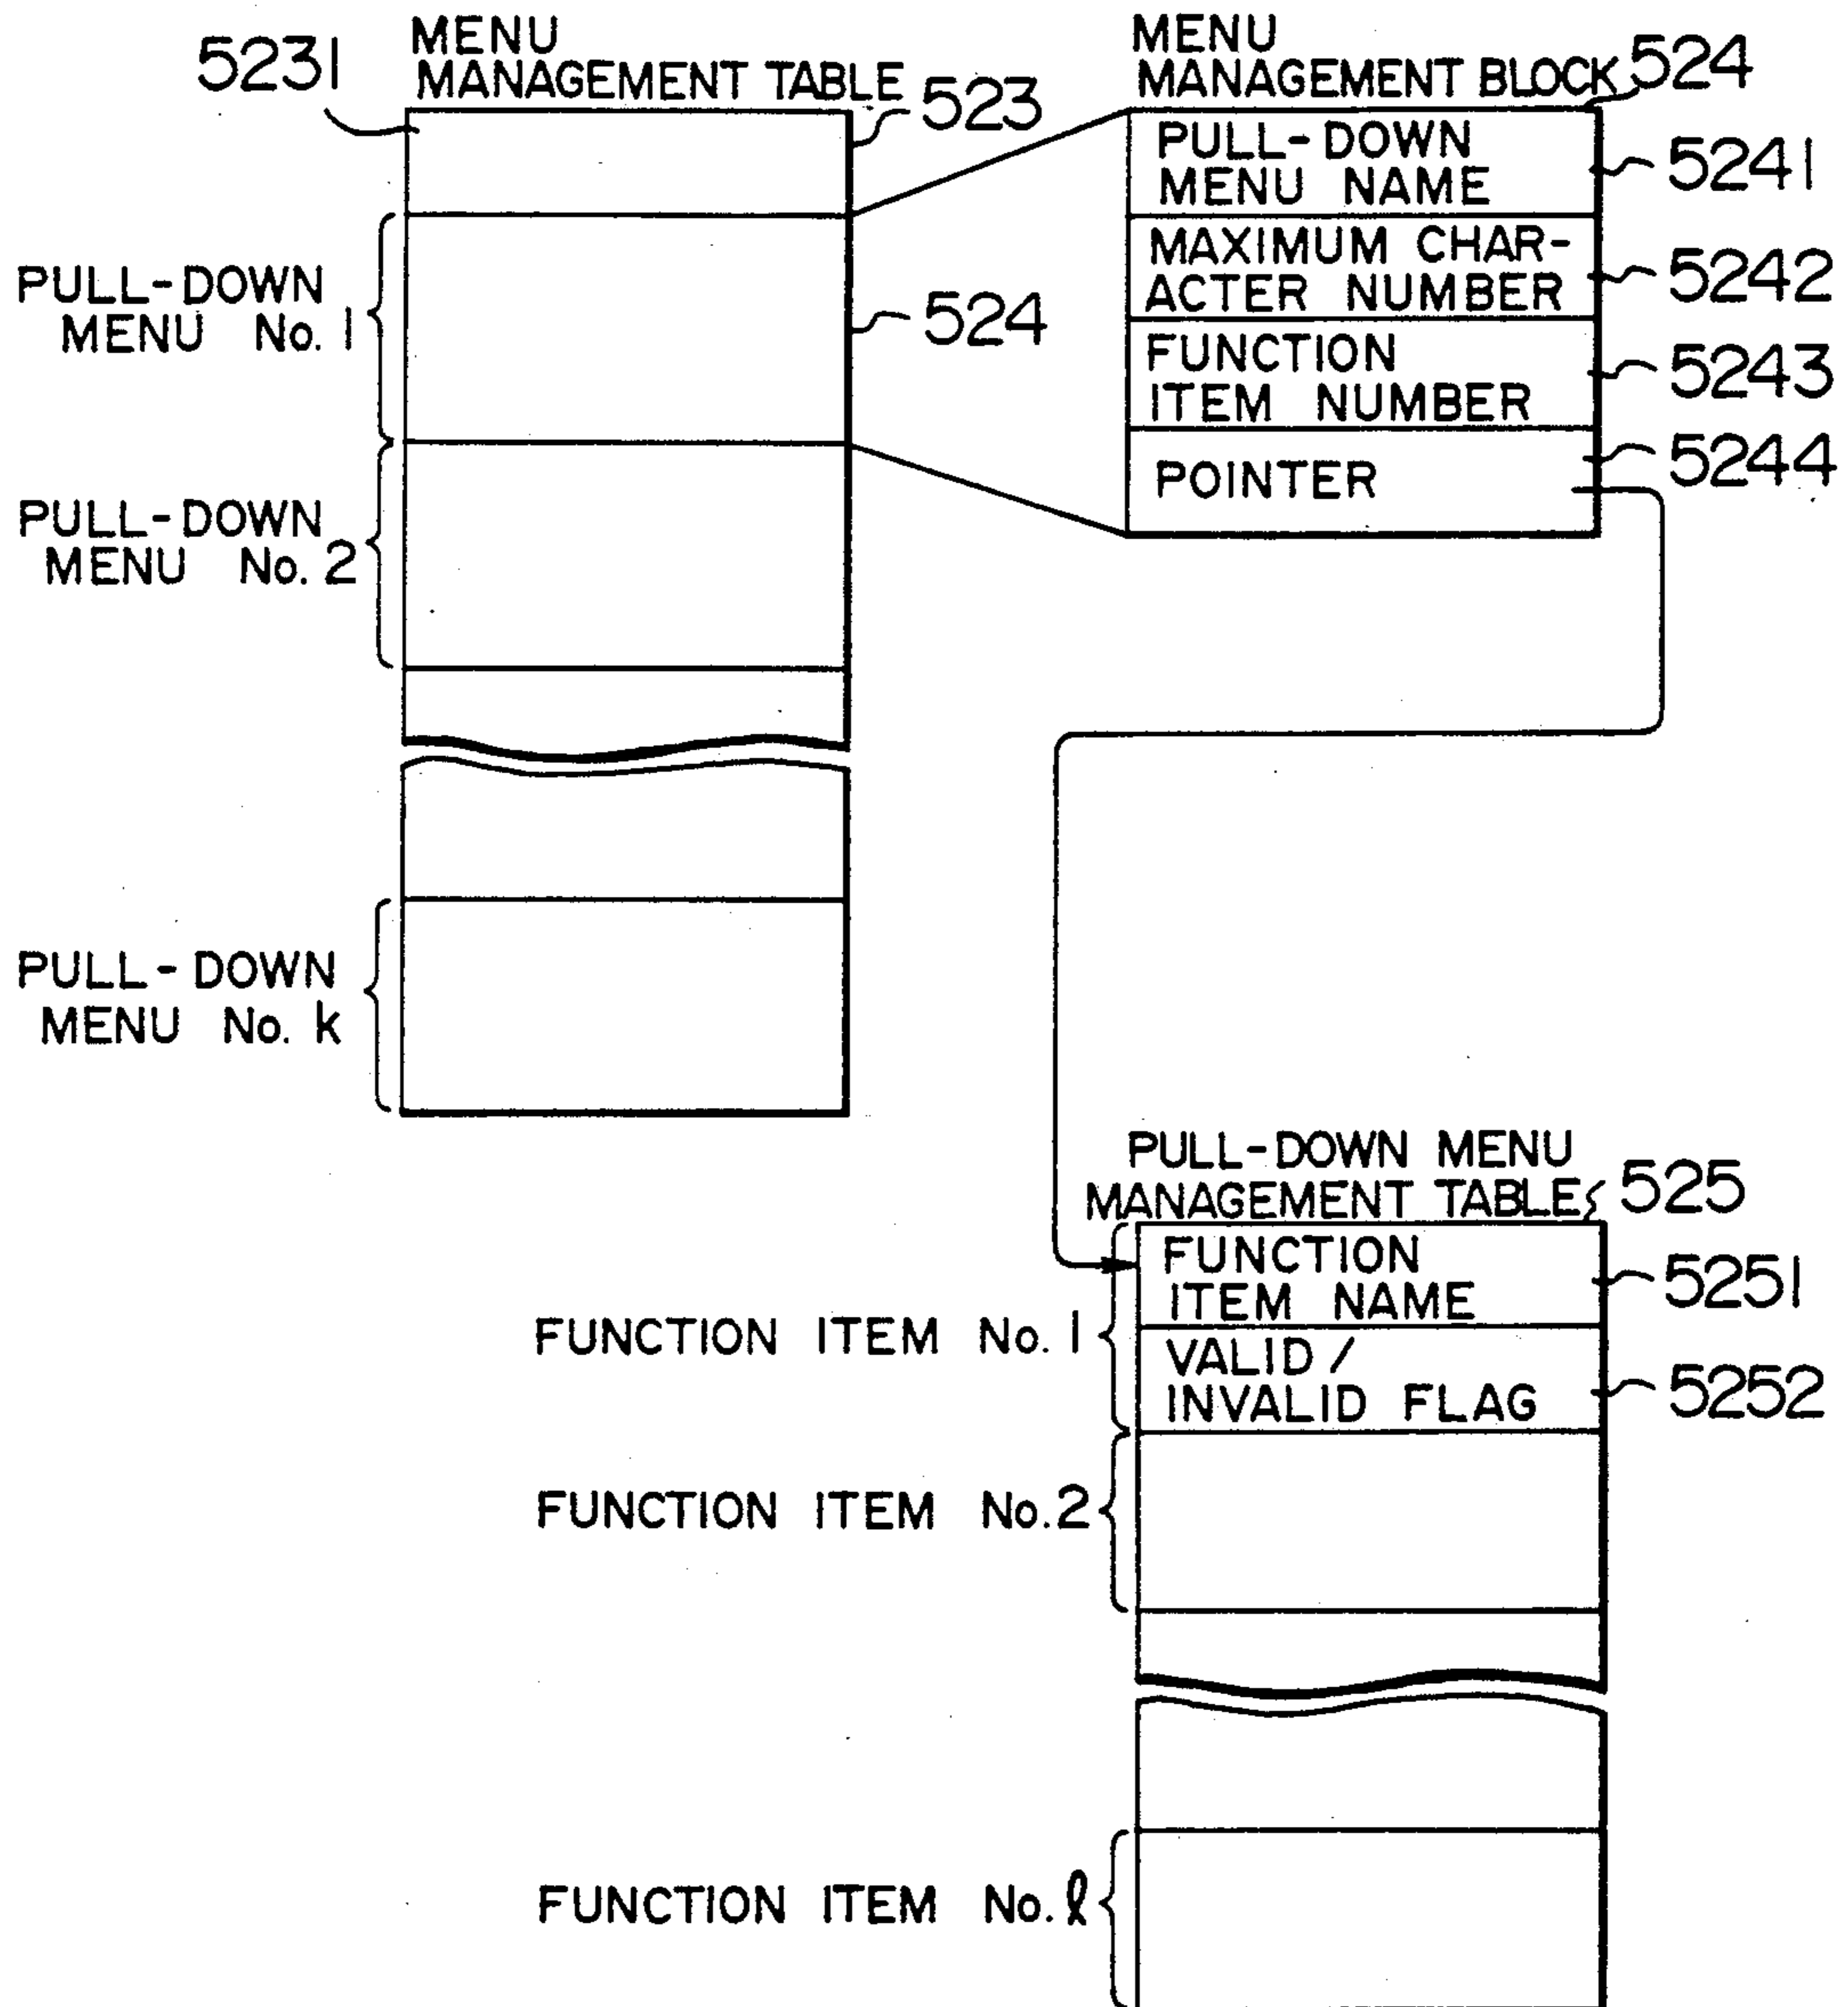 5231
MENU
MANAGEMENT TABLE
523
PULL-DOWN
MENU No. 1
524
PULL-DOWN
MENU No. 2
PULL-DOWN
MENU No. k
MENU
MANAGEMENT BLOCK
524
PULL-DOWN
MENU NAME
5241
MAXIMUM CHAR-
ACTER NUMBER
5242
FUNCTION
ITEM NUMBER
5243
POINTER
5244
PULL-DOWN MENU
MANAGEMENT TABLE
525
FUNCTION ITEM No. 1
FUNCTION
ITEM NAME
5251
VALID /
INVALID FLAG
5252
FUNCTION ITEM No. 2
FUNCTION ITEM No. ℓ